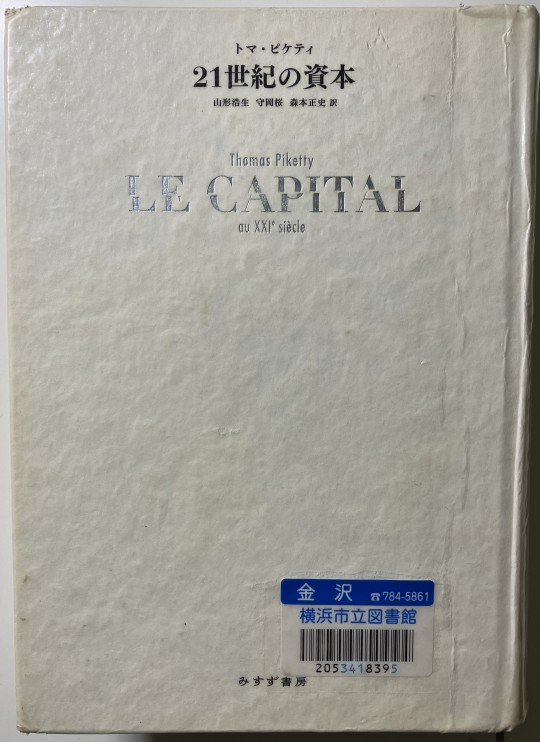 トマ・ピケティ
21世紀の資本
山形浩生 守岡桜 森本正史 訳
Thomas Piketty
LE CAPITAL
au XXIe siècle
金沢 ☎784-5861
横浜市立図書館
2053418395
みすず書房